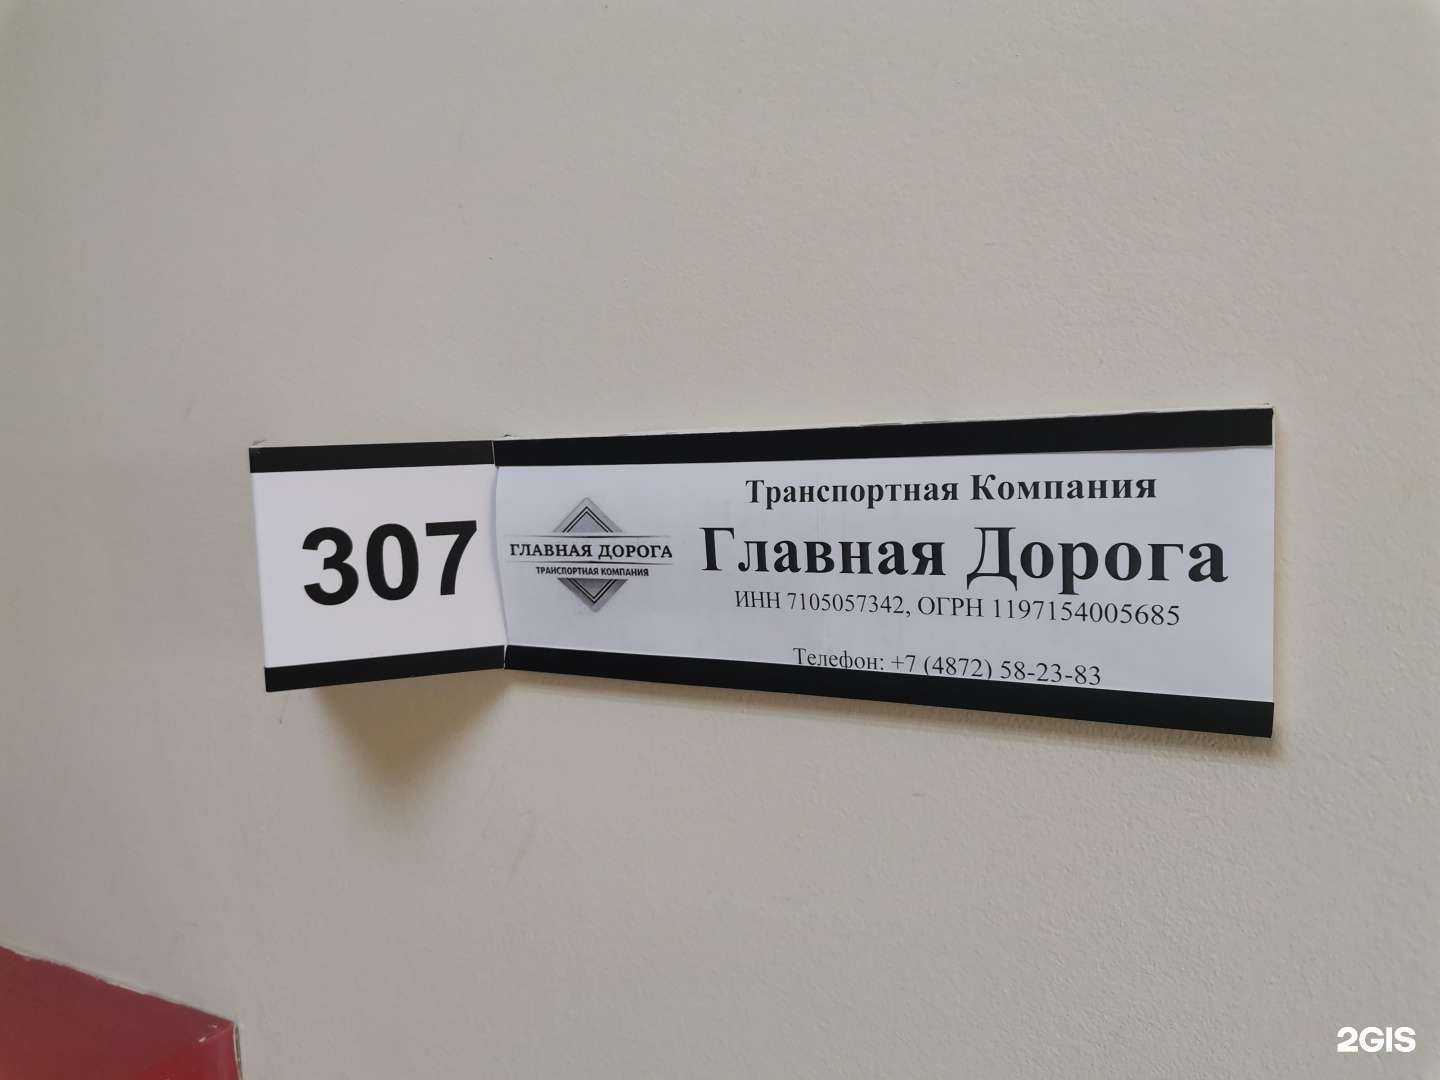 307
ГЛАВНАЯ ДОРОГА
ТРАНСПОРТНАЯ КОМПАНИЯ
Транспортная Компания
Главная Дорога
ИНН 7105057342, ОГРН 1197154005685
Телефон: +7 (4872) 58-23-83
2GIS